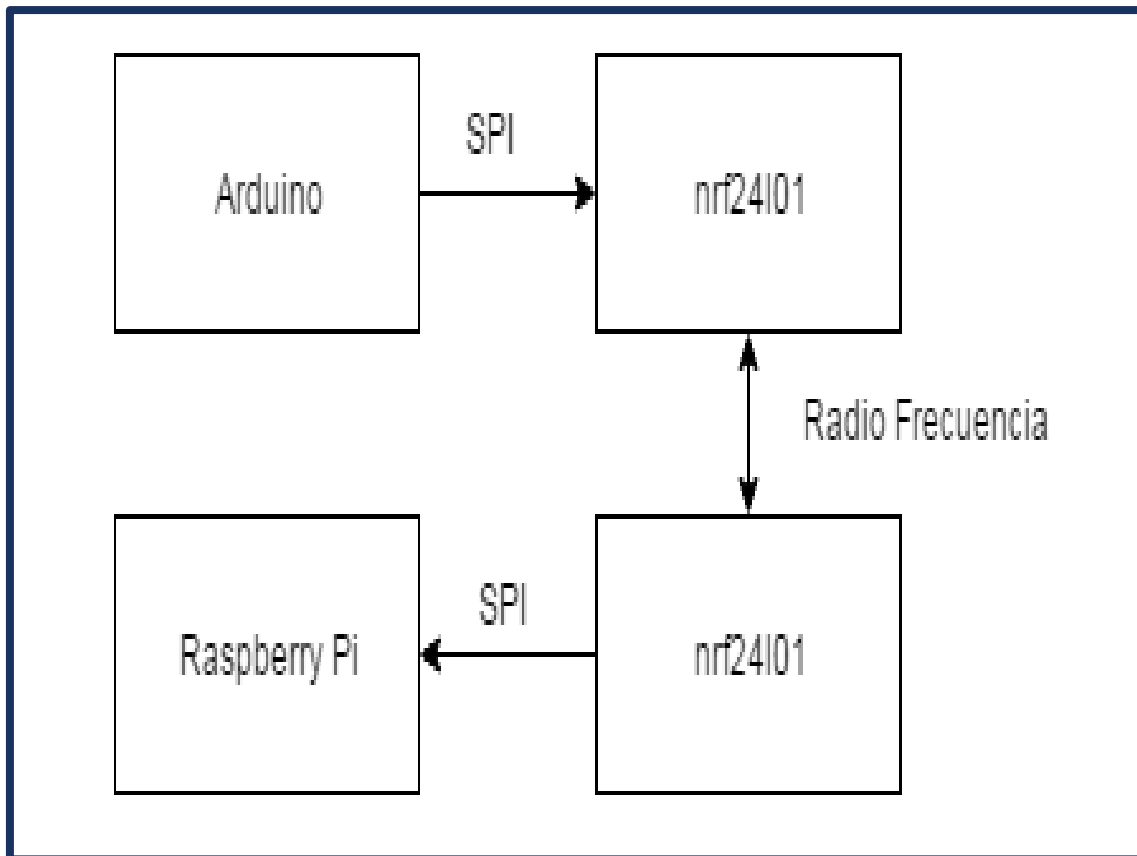 SPI
Arduino
nrf24l01
Radio Frecuencia
SPI
Raspberry Pi
nrf24l01